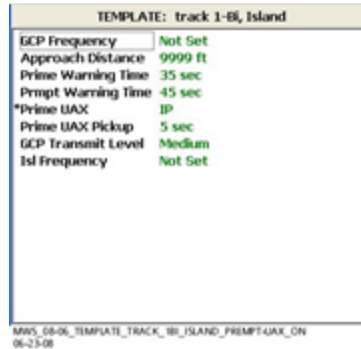 TEMPLATE: track 1-Bi, Island
GCP Frequency Not Set
Approach Distance 9999 ft
Prime Warning Time 35 sec
Prmpt Warning Time 45 sec
*Prime UAX IP
Prime UAX Pickup 5 sec
GCP Transmit Level Medium
Isl Frequency Not Set
MWS_08-06_TEMPLATE_TRACK_1BI_ISLAND_PREMPT-UAX_ON
06-23-08